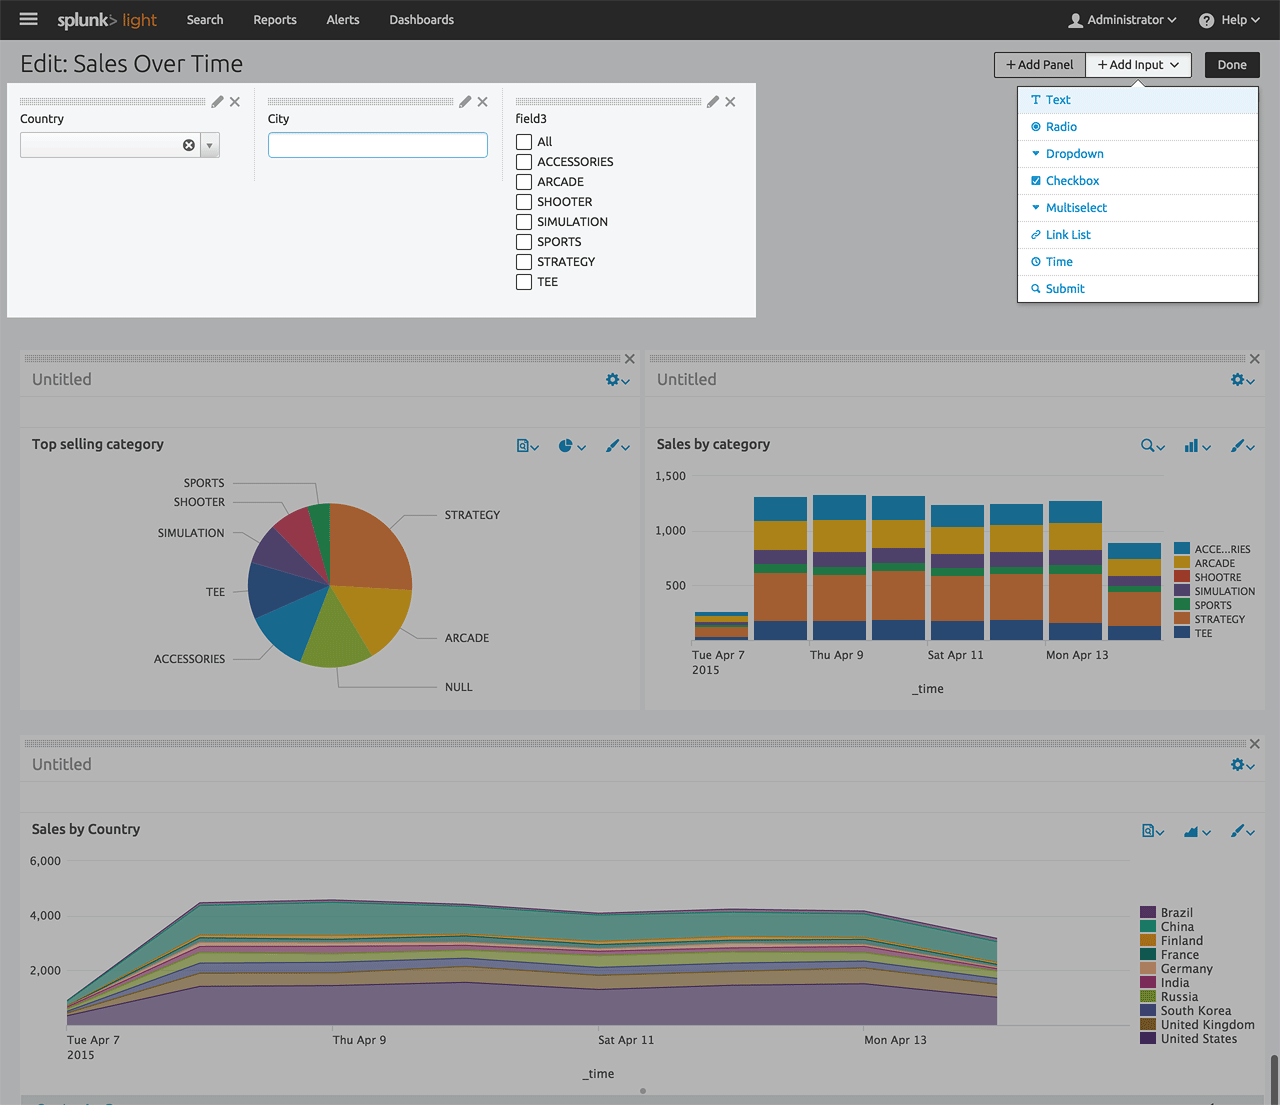 splunk> light Search Reports Alerts Dashboards Administrator Help
Edit: Sales Over Time
+ Add Panel + Add Input Done
Country
City
field3
All
ACCESSORIES
ARCADE
SHOOTER
SIMULATION
SPORTS
STRATEGY
TEE
Text
Radio
Dropdown
Checkbox
Multiselect
Link List
Time
Submit
Untitled
Top selling category
SPORTS
SHOOTER
SIMULATION
TEE
ACCESSORIES
STRATEGY
ARCADE
NULL
Untitled
Sales by category
1,500
1,000
500
Tue Apr 7 Thu Apr 9 Sat Apr 11 Mon Apr 13
2015
_time
ACCE...RIES
ARCADE
SHOOTRE
SIMULATION
SPORTS
STRATEGY
TEE
Untitled
Sales by Country
6,000
4,000
2,000
Tue Apr 7 Thu Apr 9 Sat Apr 11 Mon Apr 13
2015
_time
Brazil
China
Finland
France
Germany
India
Russia
South Korea
United Kingdom
United States